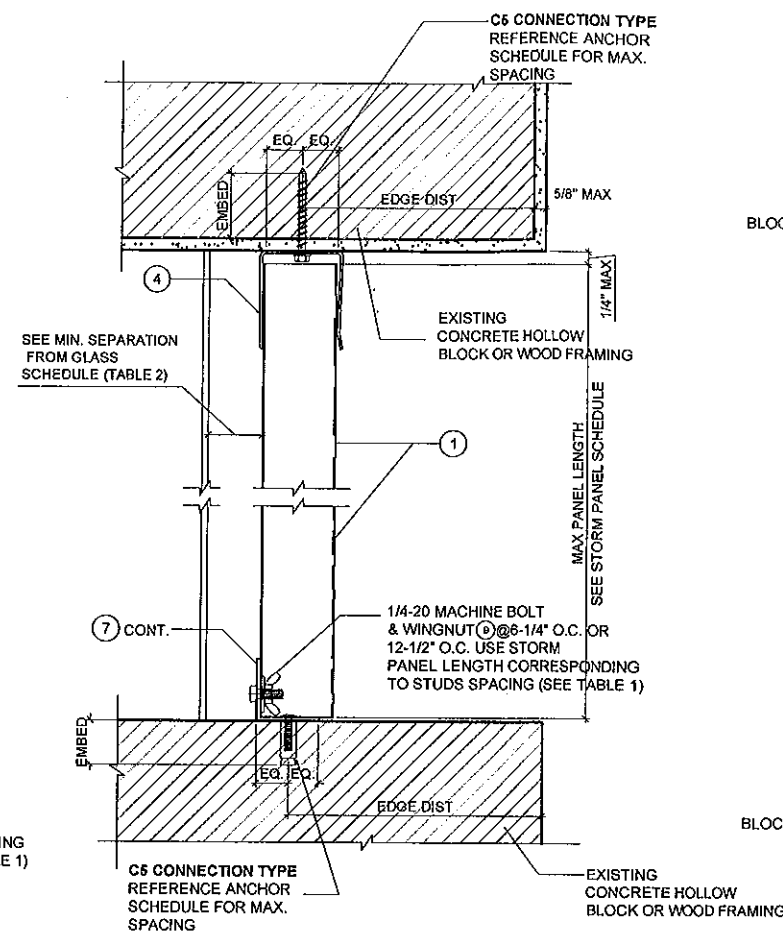 C5 CONNECTION TYPE
REFERENCE ANCHOR
SCHEDULE FOR MAX.
SPACING
EQ.
EQ.
EMBED
EDGE DIST
5/8" MAX
BLOC
4
1/4" MAX
EXISTING
CONCRETE HOLLOW
BLOCK OR WOOD FRAMING
SEE MIN. SEPARATION
FROM GLASS
SCHEDULE (TABLE 2)
1
MAX PANEL LENGTH
SEE STORM PANEL SCHEDULE
7 CONT.
1/4-20 MACHINE BOLT
& WINGNUT 9 @6-1/4" O.C. OR
12-1/2" O.C. USE STORM
PANEL LENGTH CORRESPONDING
TO STUDS SPACING (SEE TABLE 1)
EMBED
EQ.
EQ.
EDGE DIST
BLOC
ING
E 1)
C5 CONNECTION TYPE
REFERENCE ANCHOR
SCHEDULE FOR MAX.
SPACING
EXISTING
CONCRETE HOLLOW
BLOCK OR WOOD FRAMING